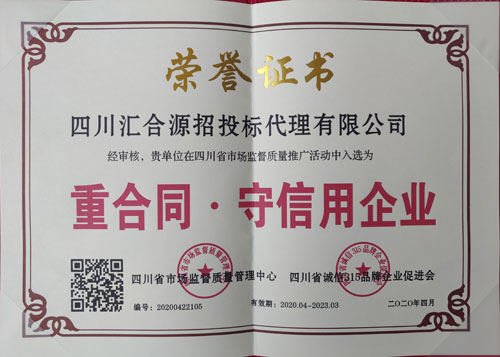 荣誉证书
四川汇合源招投标代理有限公司
经审核，贵单位在四川省市场监督质量推广活动中入选为
重合同·守信用企业
四川省市场监督质量管理中心 四川省诚信315品牌企业促进会
编号：20200422105 有效期：2020.04-2023.03 二〇二〇年四月